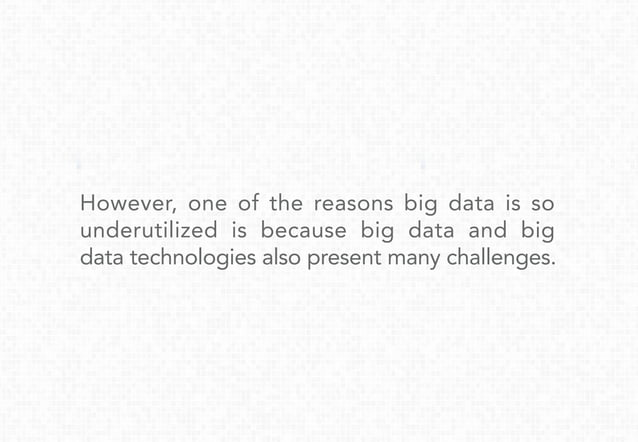 However, one of the reasons big data is so
underutilized is because big data and big
data technologies also present many challenges.